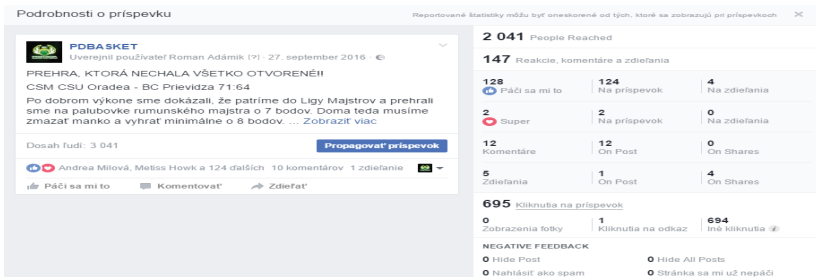 Podrobnosti o príspevku
Reportované štatistiky môžu byť oneskorené od tých, ktoré sa zobrazujú pri príspevkoch
PDBASKET
Uverejnil používateľ Roman Adámik [?] · 27. september 2016 ·
PREHRA, KTORÁ NECHALA VŠETKO OTVORENÉ!!
CSM CSU Oradea - BC Prievidza 71:64
Po dobrom výkone sme dokázali, že patríme do Ligy Majstrov a prehrali
sme na palubovke rumunského majstra o 7 bodov. Doma teda musíme
zmazať manko a vyhrať minimálne o 8 bodov. ... Zobraziť viac
Dosah ľudí: 3 041
Propagovať príspevok
Andrea Milová, Metiss Howk a 124 ďalších 10 komentárov 1 zdieľanie
Páči sa mi to Komentovať Zdieľať
2 041 People Reached
147 Reakcie, komentáre a zdieľania
128 124 4
Páči sa mi to Na príspevok Na zdieľania
2 2 0
Super Na príspevok Na zdieľania
12 12 0
Komentáre On Post On Shares
5 1 4
Zdieľania On Post On Shares
695 Kliknutia na príspevok
0 1 694
Zobrazenia fotky Kliknutia na odkaz Iné kliknutia
NEGATIVE FEEDBACK
0 Hide Post 0 Hide All Posts
0 Nahlásiť ako spam 0 Stránka sa mi už nepáči